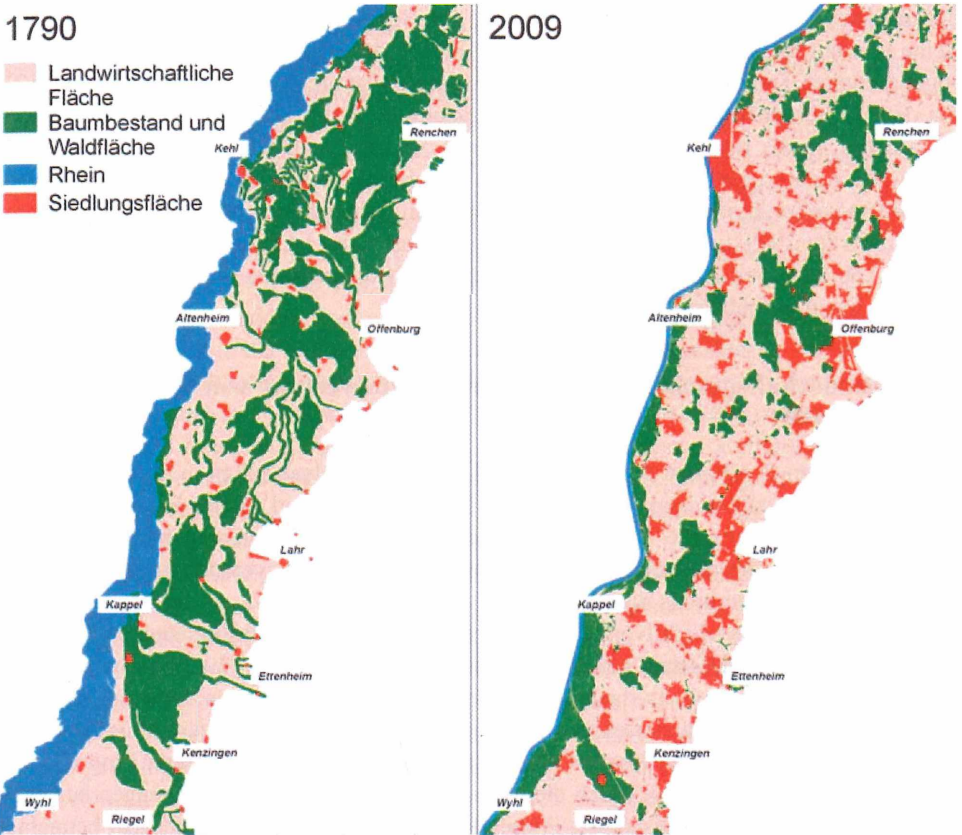 1790
Landwirtschaftliche
Fläche
Baumbestand und
Waldfläche
Rhein
Siedlungsfläche
Renchen
Kehl
Altenheim
Offenburg
Lahr
Kappel
Ettenheim
Kenzingen
Wyhl
Riegel
2009
Renchen
Kehl
Altenheim
Offenburg
Lahr
Kappel
Ettenheim
Kenzingen
Wyhl
Riegel